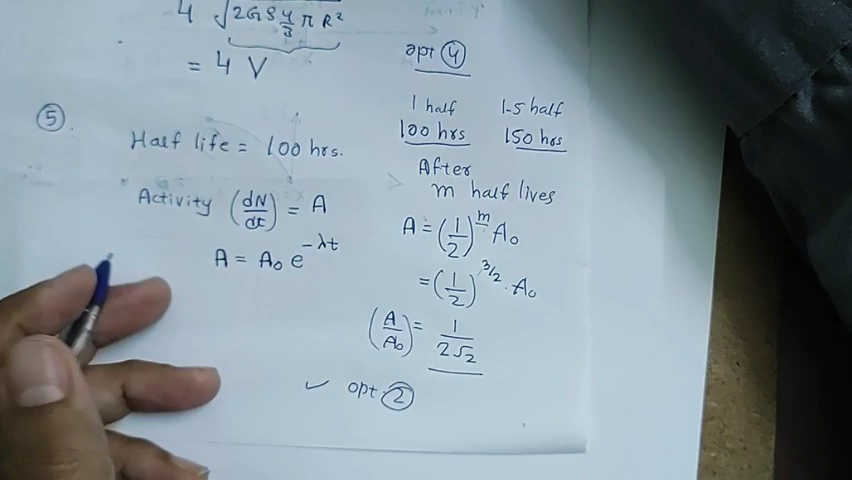 4 √2Gρ 4/3 π R²
= 4 V
opt ④
⑤.
Half life = 100 hrs.
Activity (dN/dt) = A
A = A₀ e^-λt
1 half 1.5 half
100 hrs 150 hrs
After
m half lives
A = (1/2)^m A₀
= (1/2)^3/2 . A₀
(A/A₀) = 1/2√2
✓ opt ②